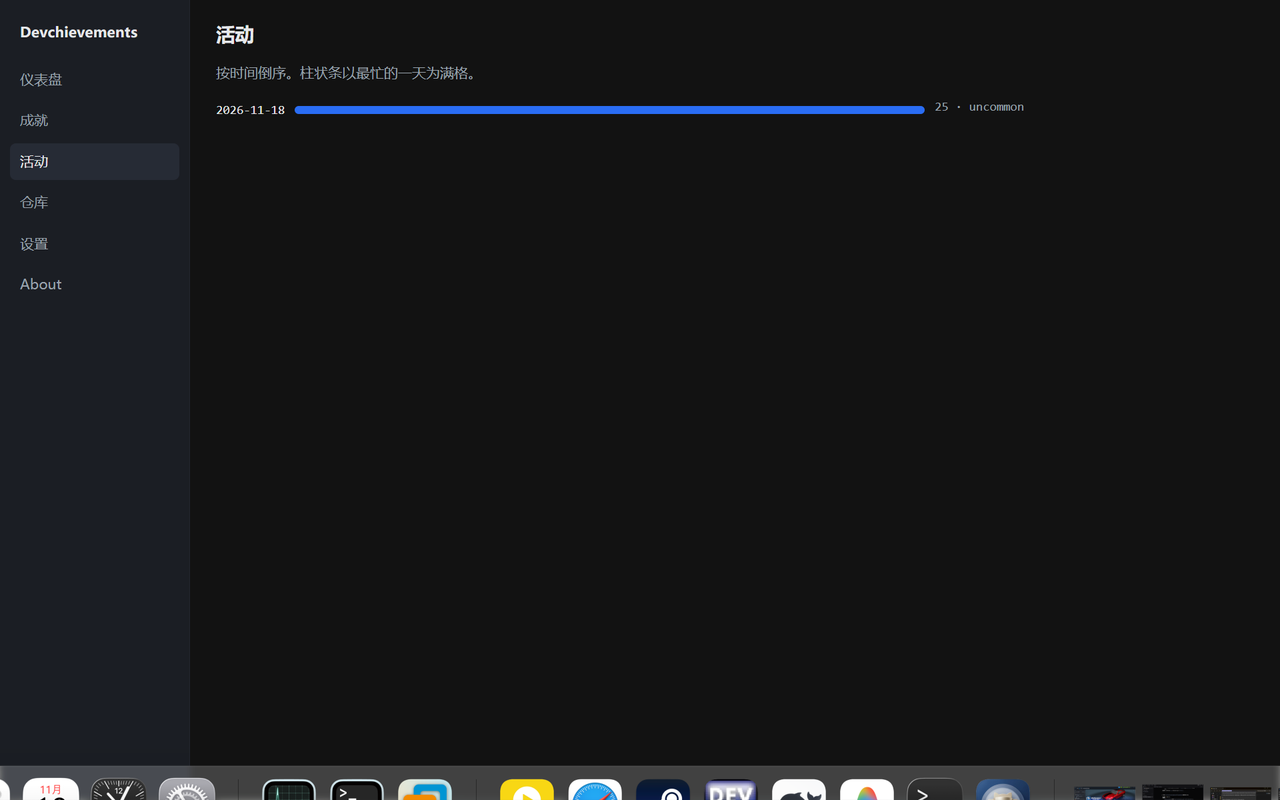 Devchievements
仪表盘
成就
活动
仓库
设置
About
活动
按时间倒序。柱状条以最忙的一天为满格。
2026-11-18
25 · uncommon
11月
12
>_
DEV
>